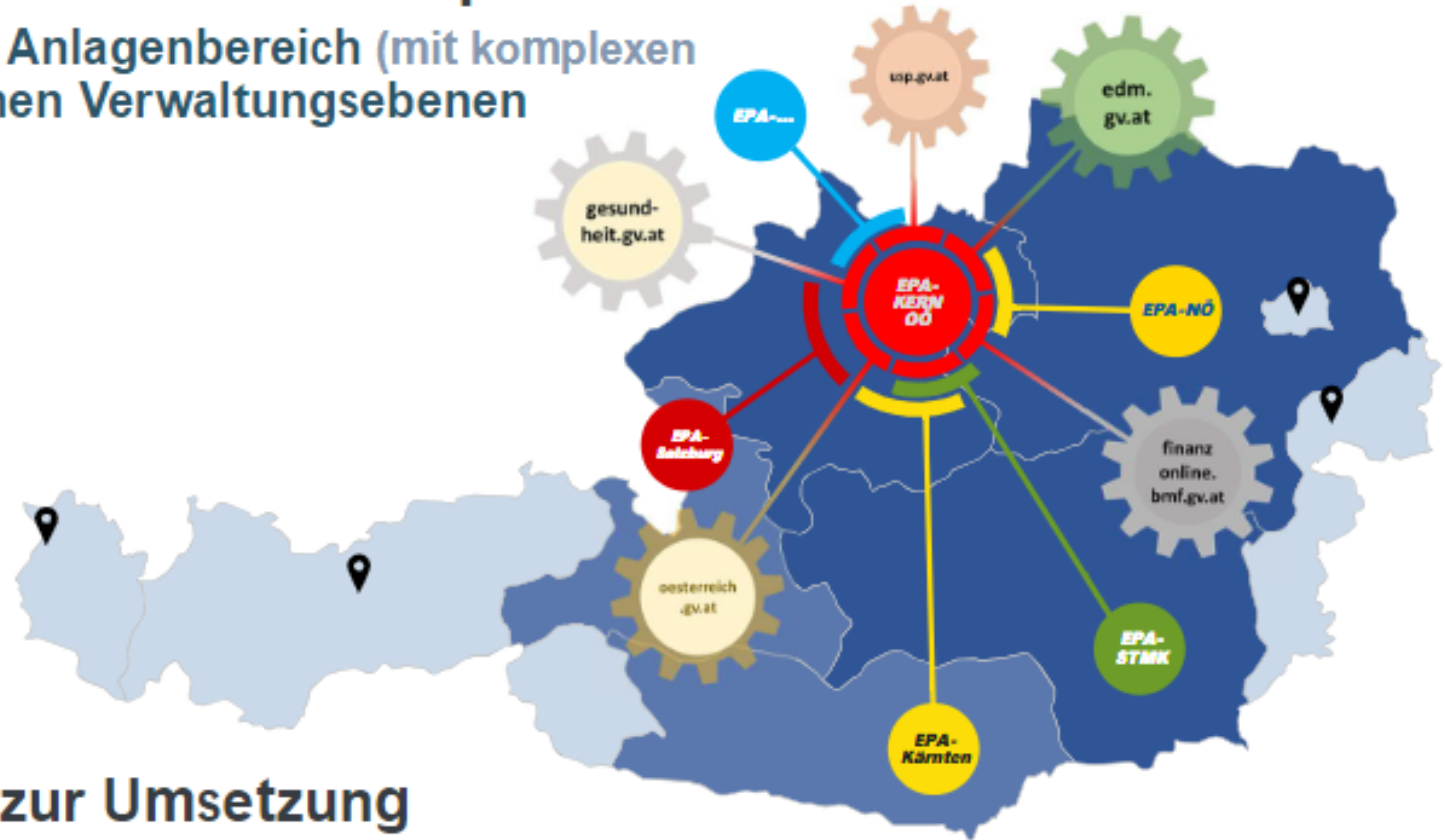 Anlagenbereich (mit komplexen
nen Verwaltungsebenen
usp.gv.at
edm.
gv.at
EPA-...
gesund-
heit.gv.at
EPA-
KERN
OÖ
EPA-NÖ
EPA-
Salzburg
finanz
online.
bmf.gv.at
oesterreich
.gv.at
EPA-
STMK
EPA-
Kärnten
zur Umsetzung